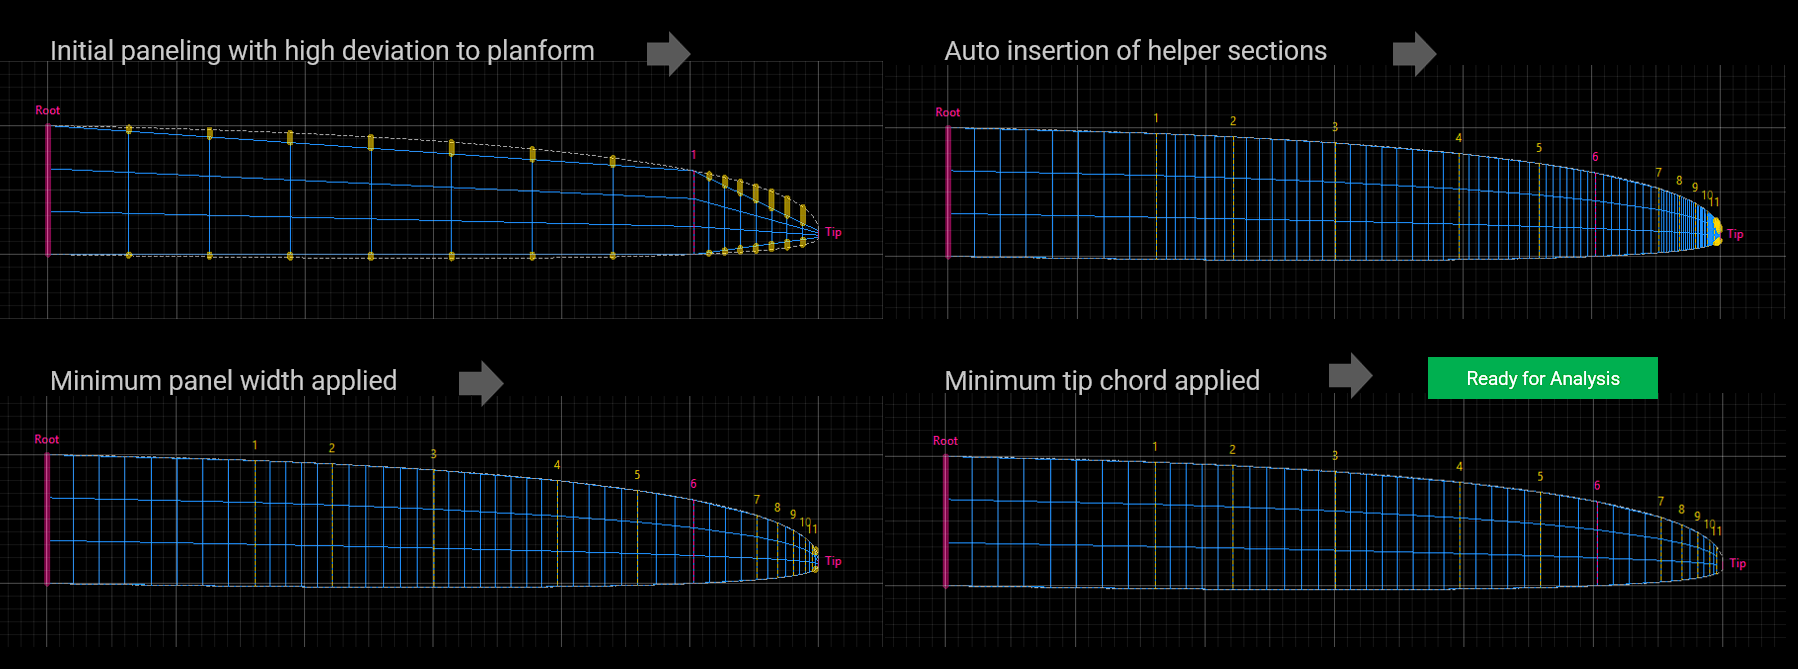 Initial paneling with high deviation to planform
Root
1
Tip
Auto insertion of helper sections
Root
1
2
3
4
5
6
7
8
9
10
11
Tip
Minimum panel width applied
Root
1
2
3
4
5
6
7
8
9
10
11
8
8
Tip
Minimum tip chord applied
Ready for Analysis
Root
1
2
3
4
5
6
7
8
9
10
11
Tip